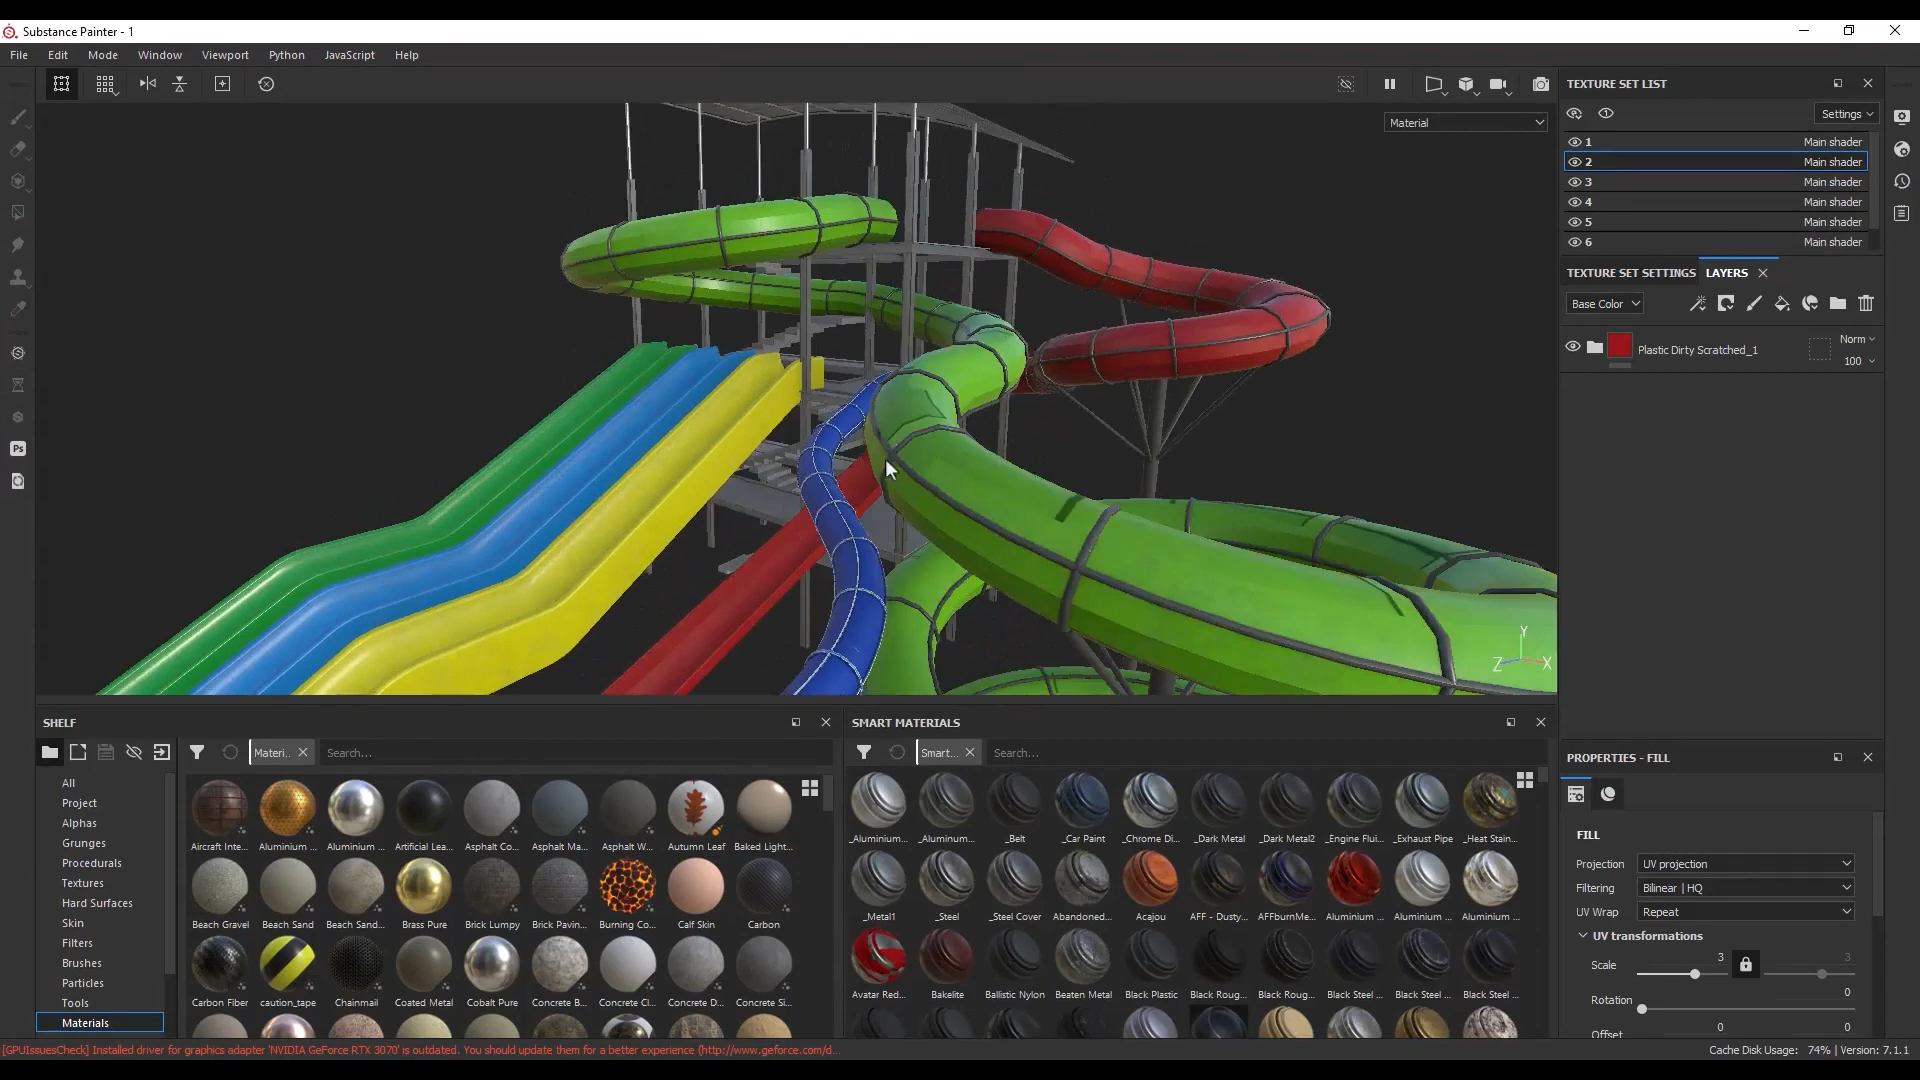 Substance Painter - 1
File Edit Mode Window Viewport Python JavaScript Help
Material
TEXTURE SET LIST
Settings
1 Main shader
2 Main shader
3 Main shader
4 Main shader
5 Main shader
6 Main shader
TEXTURE SET SETTINGS LAYERS
Base Color
Plastic Dirty Scratched_1
Norm
100
Y
Z
X
Ps
SHELF
Materi.. Search...
All
Project
Alphas
Grunges
Procedurals
Textures
Hard Surfaces
Skin
Filters
Brushes
Particles
Tools
Materials
Aircraft Inte... Aluminium ... Aluminium ... Artificial Lea... Asphalt Co... Asphalt Ma... Asphalt W... Autumn Leaf Baked Light...
Beach Gravel Beach Sand Beach Sand... Brass Pure Brick Lumpy Brick Pavin... Burning Co... Calf Skin Carbon
Carbon Fiber caution_tape Chainmail Coated Metal Cobalt Pure Concrete B... Concrete Cl... Concrete D... Concrete Si...
SMART MATERIALS
Smart... Search...
_Aluminium... _Aluminum... _Belt _Car Paint _Chrome Di... _Dark Metal _Dark Metal2 _Engine Flui... _Exhaust Pipe _Heat Stain...
_Metal1 _Steel _Steel Cover Abandoned... Acajou AFF - Dusty... AFFburnMe... Aluminium ... Aluminium ... Aluminium ...
Avatar Red... Bakelite Ballistic Nylon Beaten Metal Black Plastic Black Roug... Black Roug... Black Steel ... Black Steel ... Black Steel ...
PROPERTIES - FILL
FILL
Projection UV projection
Filtering Bilinear | HQ
UV Wrap Repeat
UV transformations
Scale 3 3
Rotation 0
Offset 0 0
[GPUIssuesCheck] Installed driver for graphics adapter 'NVIDIA GeForce RTX 3070' is outdated. You should update them for a better experience (http://www.geforce.com/d...
Cache Disk Usage: 74% | Version: 7.1.1